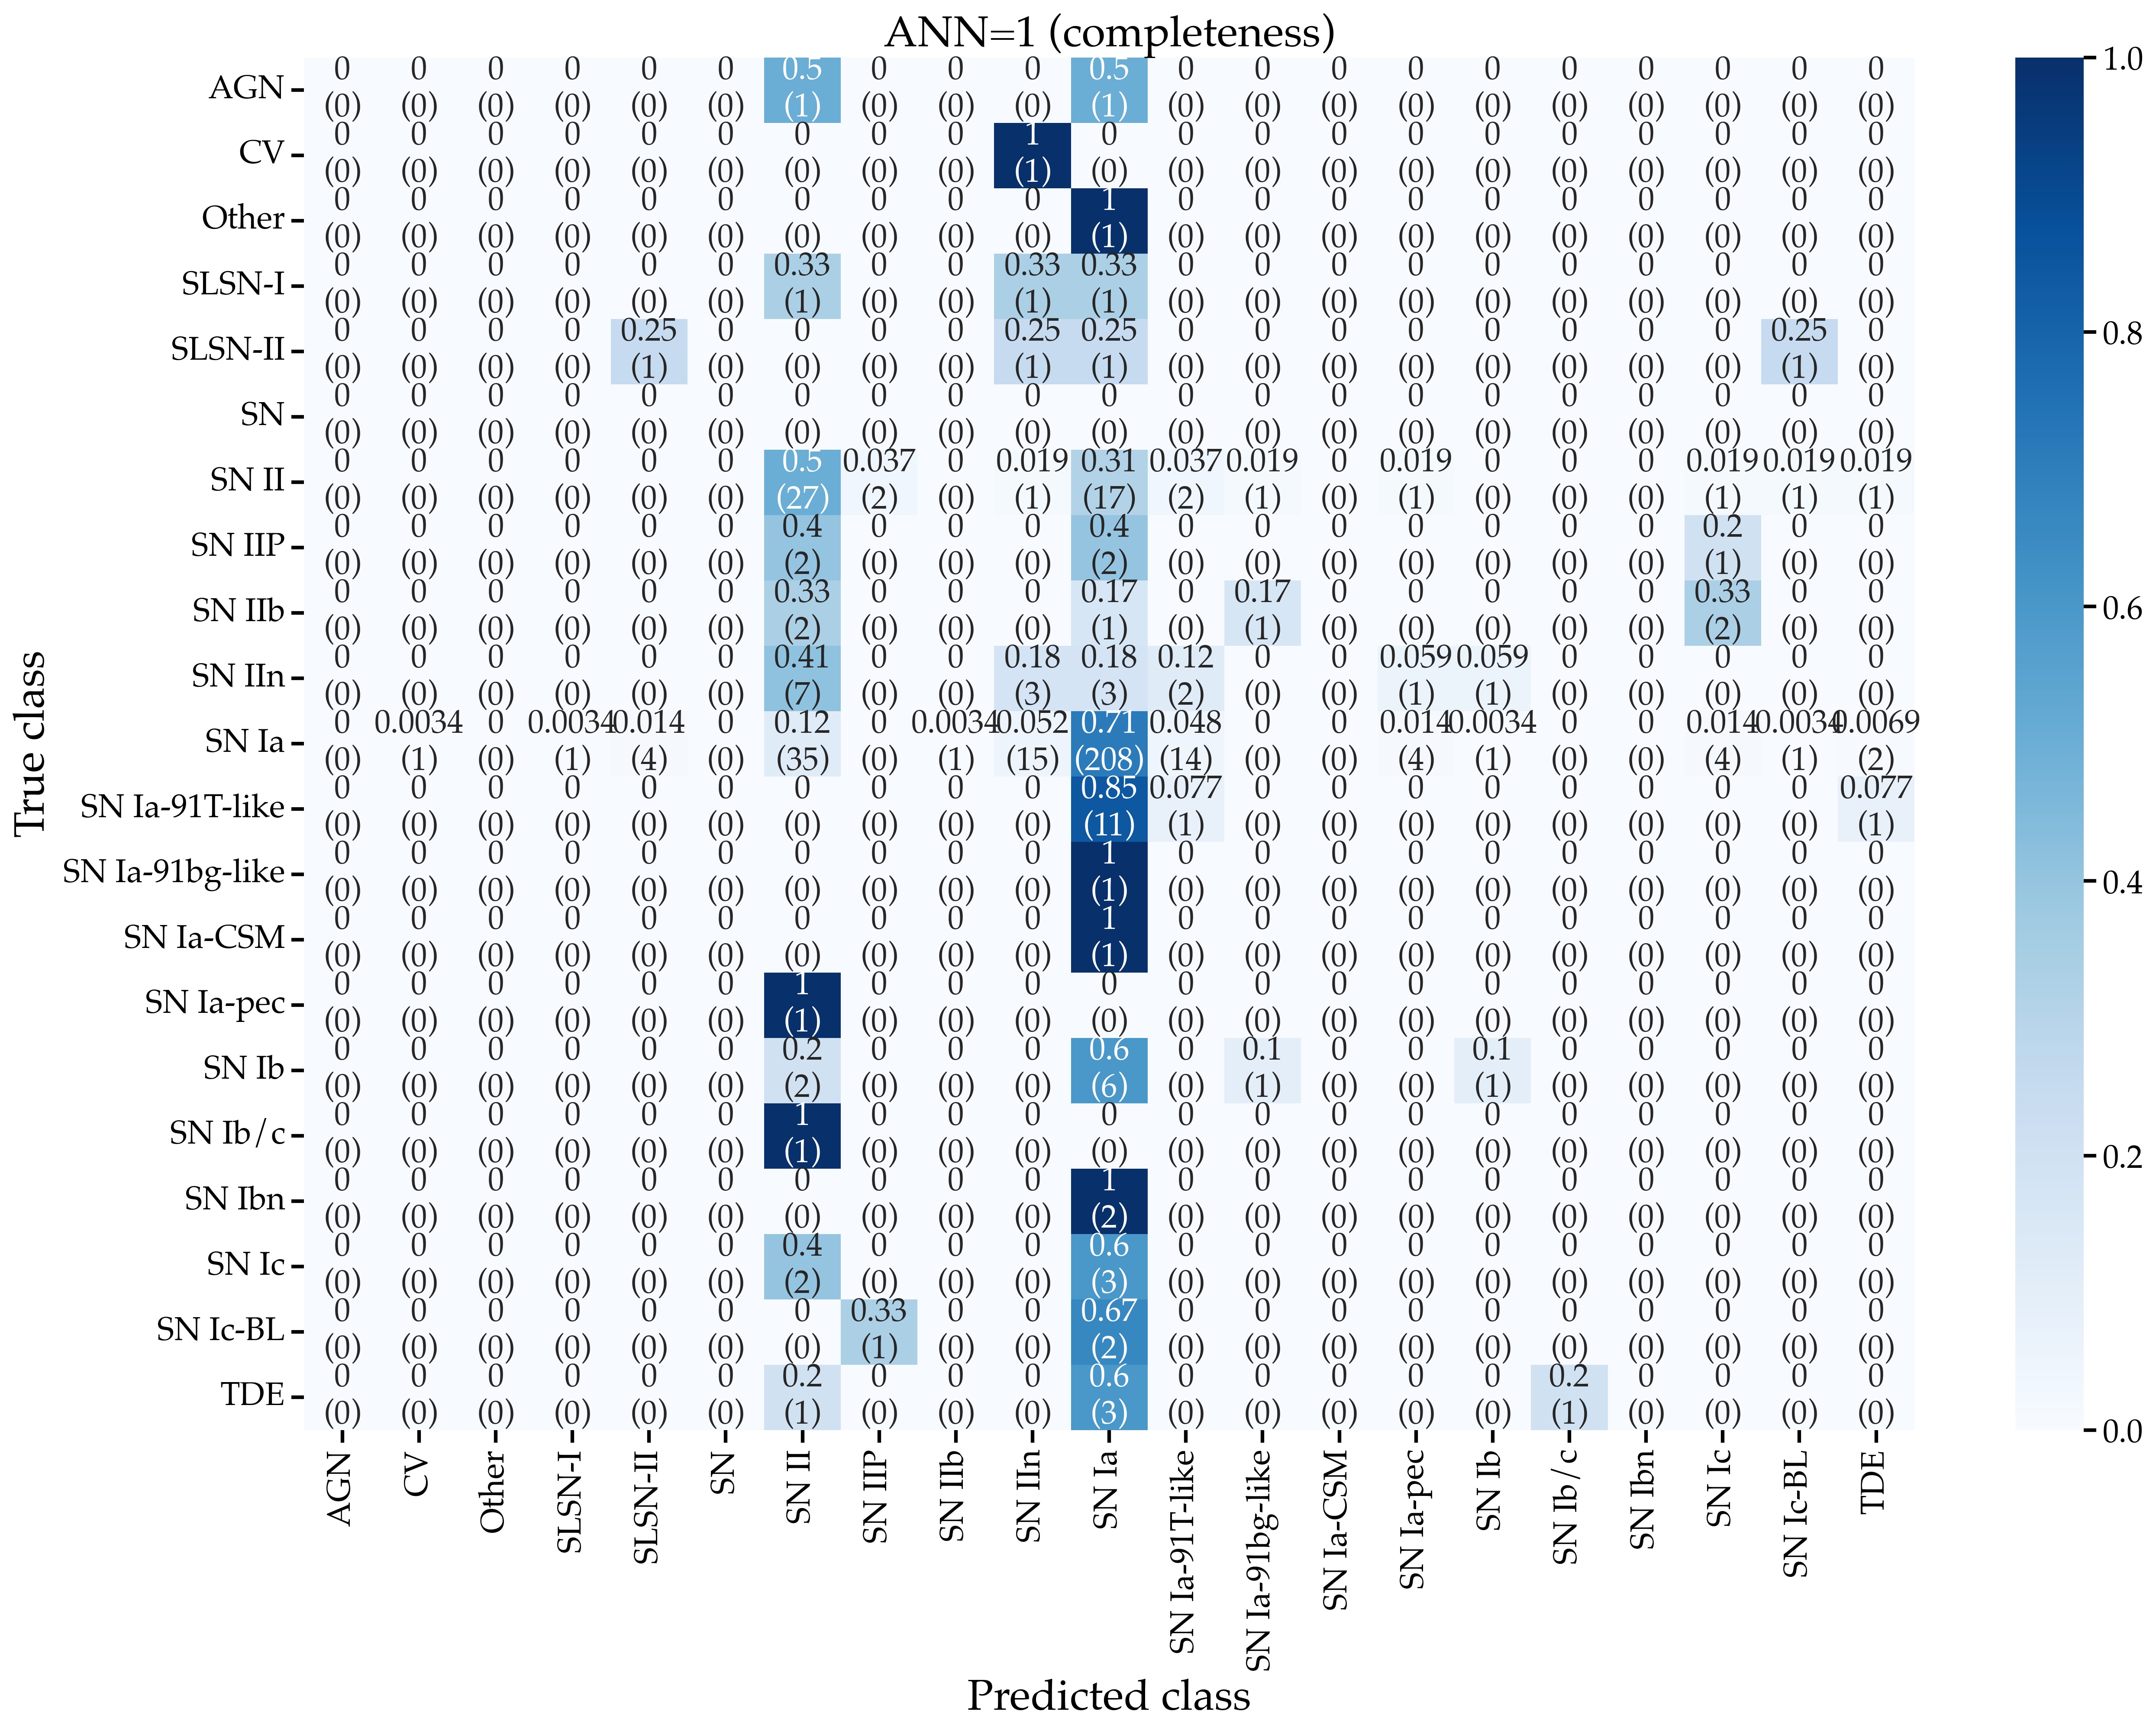 ANN=1 (completeness)
AGN
0 0 0 0 0 0 0.5 0 0 0 0.5 0 0 0 0 0 0 0 0 0 0
(0) (0) (0) (0) (0) (0) (1) (0) (0) (0) (1) (0) (0) (0) (0) (0) (0) (0) (0) (0) (0)
CV
0 0 0 0 0 0 0 0 0 1 0 0 0 0 0 0 0 0 0 0 0
(0) (0) (0) (0) (0) (0) (0) (0) (0) (1) (0) (0) (0) (0) (0) (0) (0) (0) (0) (0) (0)
Other
0 0 0 0 0 0 0 0 0 0 1 0 0 0 0 0 0 0 0 0 0
(0) (0) (0) (0) (0) (0) (0) (0) (0) (0) (1) (0) (0) (0) (0) (0) (0) (0) (0) (0) (0)
SLSN-I
0 0 0 0 0 0 0.33 0 0 0.33 0.33 0 0 0 0 0 0 0 0 0 0
(0) (0) (0) (0) (0) (0) (1) (0) (0) (1) (1) (0) (0) (0) (0) (0) (0) (0) (0) (0) (0)
SLSN-II
0 0 0 0 0.25 0 0 0 0 0.25 0.25 0 0 0 0 0 0 0 0 0.25 0
(0) (0) (0) (0) (1) (0) (0) (0) (0) (1) (1) (0) (0) (0) (0) (0) (0) (0) (0) (1) (0)
SN
0 0 0 0 0 0 0 0 0 0 0 0 0 0 0 0 0 0 0 0 0
(0) (0) (0) (0) (0) (0) (0) (0) (0) (0) (0) (0) (0) (0) (0) (0) (0) (0) (0) (0) (0)
SN II
0 0 0 0 0 0 0.5 0.037 0 0.019 0.31 0.037 0.019 0 0.019 0 0 0 0.019 0.019 0.019
(0) (0) (0) (0) (0) (0) (27) (2) (0) (1) (17) (2) (1) (0) (1) (0) (0) (0) (1) (1) (1)
SN IIP
0 0 0 0 0 0 0.4 0 0 0 0.4 0 0 0 0 0 0 0 0.2 0 0
(0) (0) (0) (0) (0) (0) (2) (0) (0) (0) (2) (0) (0) (0) (0) (0) (0) (0) (1) (0) (0)
SN IIb
0 0 0 0 0 0 0.33 0 0 0 0.17 0 0.17 0 0 0 0 0 0.33 0 0
(0) (0) (0) (0) (0) (0) (2) (0) (0) (0) (1) (0) (1) (0) (0) (0) (0) (0) (2) (0) (0)
SN IIn
0 0 0 0 0 0 0.41 0 0 0.18 0.18 0.12 0 0 0.059 0.059 0 0 0 0 0
(0) (0) (0) (0) (0) (0) (7) (0) (0) (3) (3) (2) (0) (0) (1) (1) (0) (0) (0) (0) (0)
SN Ia
0 0.0034 0 0.0034 0.014 0 0.12 0 0.0034 0.052 0.71 0.048 0 0 0.014 0.0034 0 0 0.014 0.0034 0.0069
(0) (1) (0) (1) (4) (0) (35) (0) (1) (15) (208) (14) (0) (0) (4) (1) (0) (0) (4) (1) (2)
SN Ia-91T-like
0 0 0 0 0 0 0 0 0 0 0.85 0.077 0 0 0 0 0 0 0 0 0.077
(0) (0) (0) (0) (0) (0) (0) (0) (0) (0) (11) (1) (0) (0) (0) (0) (0) (0) (0) (0) (1)
SN Ia-91bg-like
0 0 0 0 0 0 0 0 0 0 1 0 0 0 0 0 0 0 0 0 0
(0) (0) (0) (0) (0) (0) (0) (0) (0) (0) (1) (0) (0) (0) (0) (0) (0) (0) (0) (0) (0)
SN Ia-CSM
0 0 0 0 0 0 0 0 0 0 1 0 0 0 0 0 0 0 0 0 0
(0) (0) (0) (0) (0) (0) (0) (0) (0) (0) (1) (0) (0) (0) (0) (0) (0) (0) (0) (0) (0)
SN Ia-pec
0 0 0 0 0 0 1 0 0 0 0 0 0 0 0 0 0 0 0 0 0
(0) (0) (0) (0) (0) (0) (1) (0) (0) (0) (0) (0) (0) (0) (0) (0) (0) (0) (0) (0) (0)
SN Ib
0 0 0 0 0 0 0.2 0 0 0 0.6 0 0.1 0 0 0.1 0 0 0 0 0
(0) (0) (0) (0) (0) (0) (2) (0) (0) (0) (6) (0) (1) (0) (0) (1) (0) (0) (0) (0) (0)
SN Ib/c
0 0 0 0 0 0 1 0 0 0 0 0 0 0 0 0 0 0 0 0 0
(0) (0) (0) (0) (0) (0) (1) (0) (0) (0) (0) (0) (0) (0) (0) (0) (0) (0) (0) (0) (0)
SN Ibn
0 0 0 0 0 0 0 0 0 0 1 0 0 0 0 0 0 0 0 0 0
(0) (0) (0) (0) (0) (0) (0) (0) (0) (0) (2) (0) (0) (0) (0) (0) (0) (0) (0) (0) (0)
SN Ic
0 0 0 0 0 0 0.4 0 0 0 0.6 0 0 0 0 0 0 0 0 0 0
(0) (0) (0) (0) (0) (0) (2) (0) (0) (0) (3) (0) (0) (0) (0) (0) (0) (0) (0) (0) (0)
SN Ic-BL
0 0 0 0 0 0 0 0.33 0 0 0.67 0 0 0 0 0 0 0 0 0 0
(0) (0) (0) (0) (0) (0) (0) (1) (0) (0) (2) (0) (0) (0) (0) (0) (0) (0) (0) (0) (0)
TDE
0 0 0 0 0 0 0.2 0 0 0 0.6 0 0 0 0 0 0.2 0 0 0 0
(0) (0) (0) (0) (0) (0) (1) (0) (0) (0) (3) (0) (0) (0) (0) (0) (1) (0) (0) (0) (0)
True class
AGN
CV
Other
SLSN-I
SLSN-II
SN
SN II
SN IIP
SN IIb
SN IIn
SN Ia
SN Ia-91T-like
SN Ia-91bg-like
SN Ia-CSM
SN Ia-pec
SN Ib
SN Ib/c
SN Ibn
SN Ic
SN Ic-BL
TDE
Predicted class
1.0
0.8
0.6
0.4
0.2
0.0